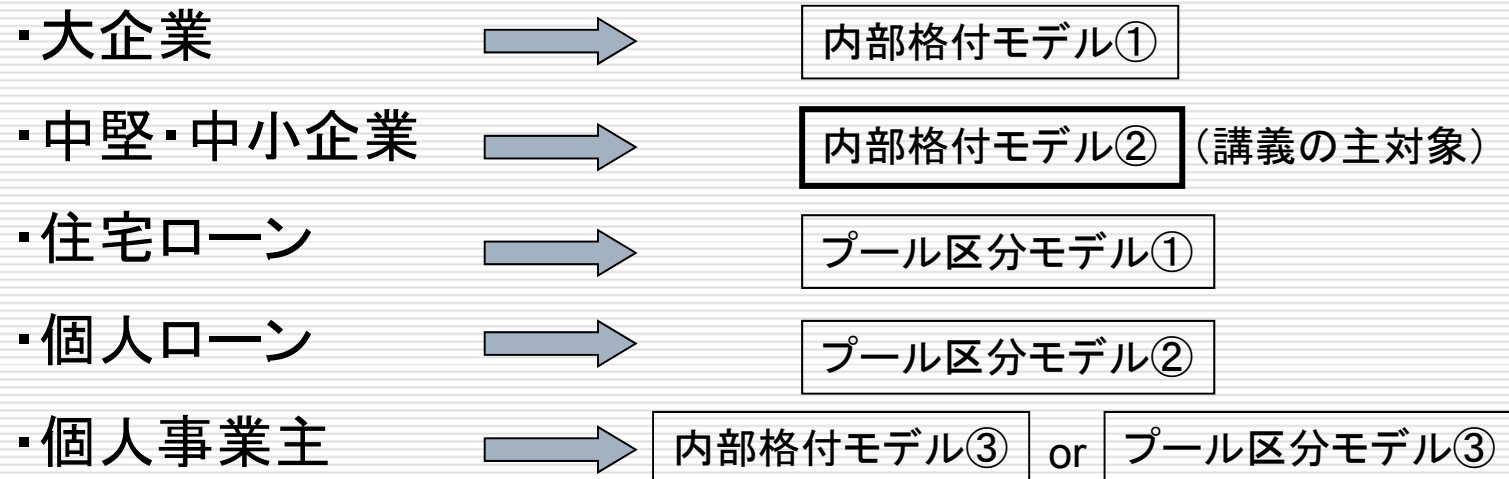 ・大企業 内部格付モデル①
・中堅・中小企業 内部格付モデル② (講義の主対象)
・住宅ローン プール区分モデル①
・個人ローン プール区分モデル②
・個人事業主 内部格付モデル③ or プール区分モデル③